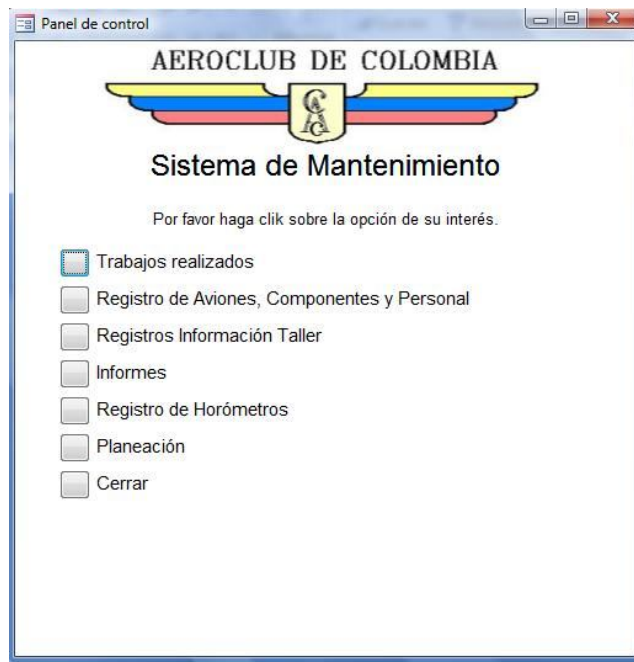 Panel de control
AEROCLUB DE COLOMBIA
Sistema de Mantenimiento
Por favor haga clik sobre la opción de su interés.
Trabajos realizados
Registro de Aviones, Componentes y Personal
Registros Información Taller
Informes
Registro de Horómetros
Planeación
Cerrar